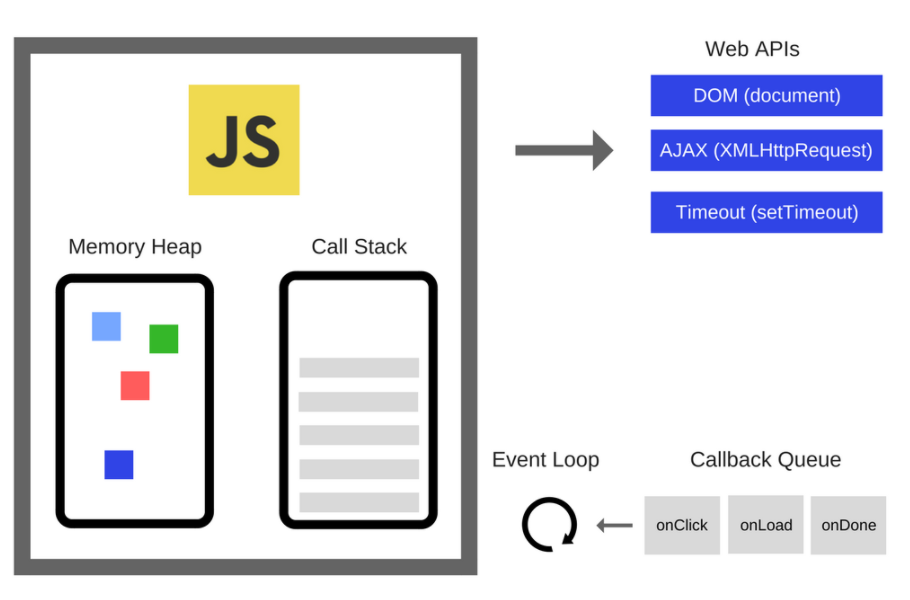 Web APIs
DOM (document)
AJAX (XMLHttpRequest)
Timeout (setTimeout)
JS
Memory Heap
Call Stack
Event Loop
Callback Queue
onClick
onLoad
onDone